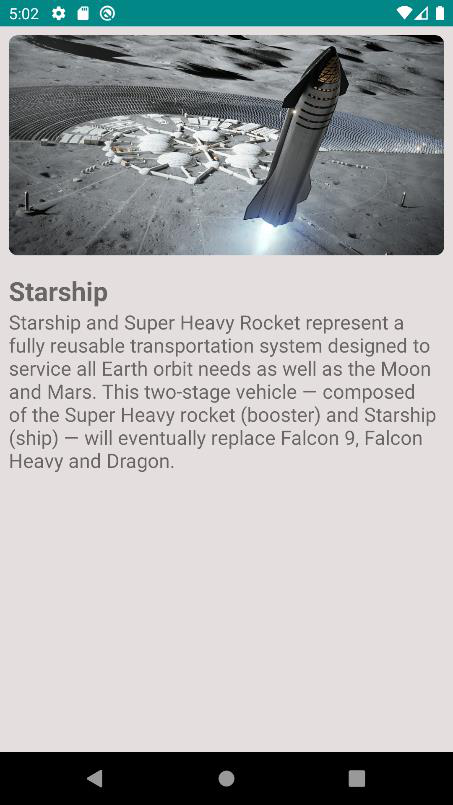 5:02
Starship
Starship and Super Heavy Rocket represent a
fully reusable transportation system designed to
service all Earth orbit needs as well as the Moon
and Mars. This two-stage vehicle — composed
of the Super Heavy rocket (booster) and Starship
(ship) — will eventually replace Falcon 9, Falcon
Heavy and Dragon.